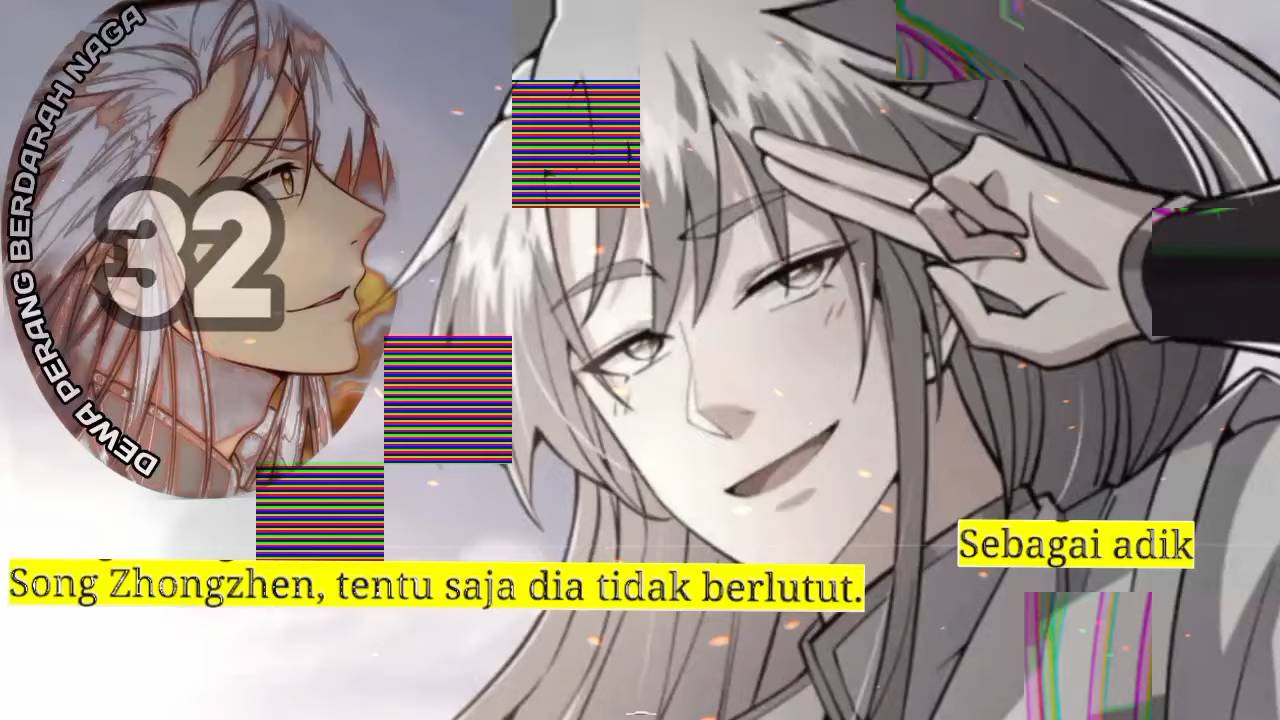 DEWA PERANG BERDARAH NAGA
32
Sebagai adik
Song Zhongzhen, tentu saja dia tidak berlutut.